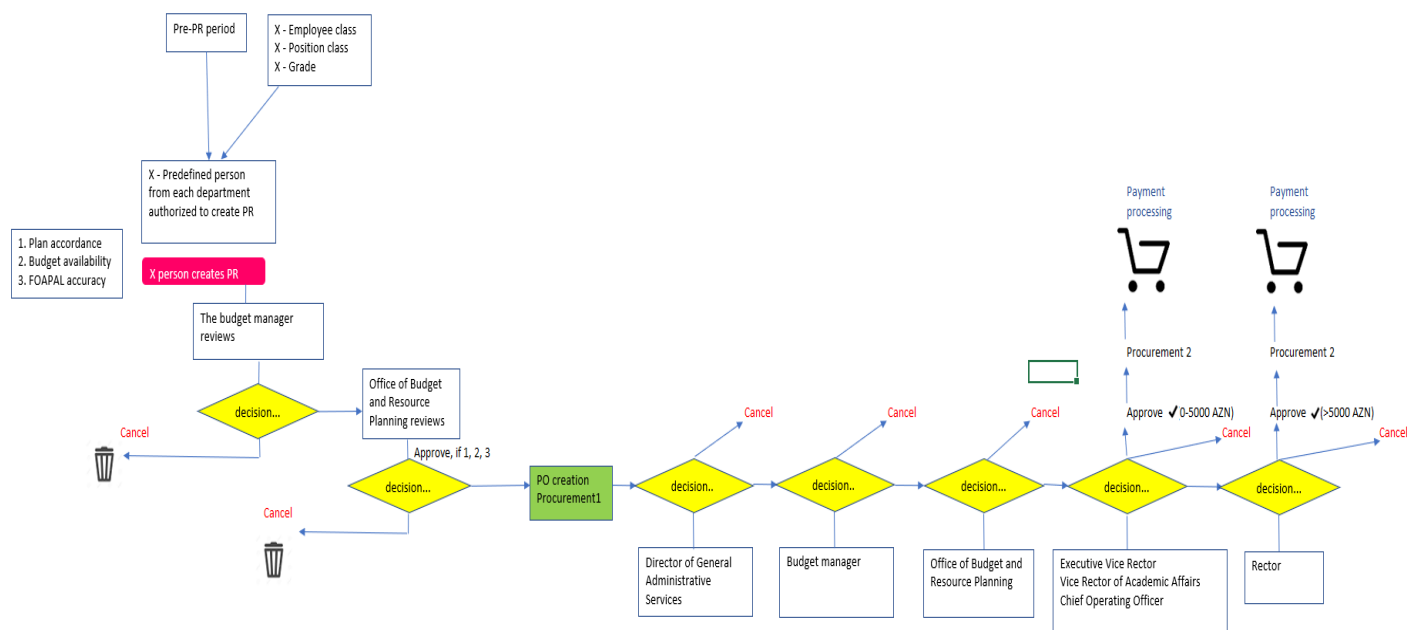 Pre-PR period
X - Employee class
X - Position class
X - Grade
X - Predefined person
from each department
authorized to create PR
1. Plan accordance
2. Budget availability
3. FOAPAL accuracy
X person creates PR
The budget manager
reviews
decision...
Cancel
Office of Budget
and Resource
Planning reviews
Approve, if 1, 2, 3
decision...
Cancel
PO creation
Procurement1
decision..
Cancel
Director of General
Administrative
Services
decision...
Cancel
Budget manager
decision...
Cancel
Office of Budget and
Resource Planning
Payment
processing
Procurement 2
Approve ✓0-5000 AZN)
Cancel
decision...
Executive Vice Rector
Vice Rector of Academic Affairs
Chief Operating Officer
Payment
processing
Procurement 2
Approve ✓(>5000 AZN)
Cancel
decision...
Rector